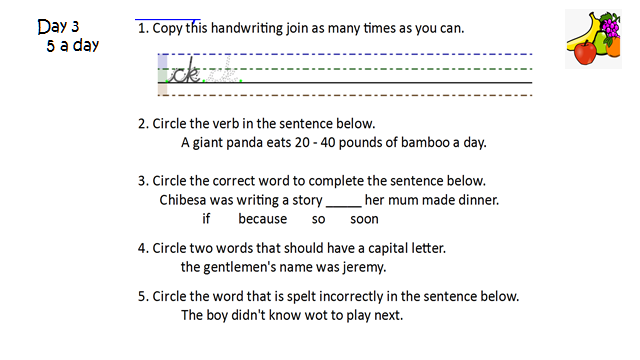 Day 3
5 a day
1. Copy this handwriting join as many times as you can.
ck ck
2. Circle the verb in the sentence below.
A giant panda eats 20 - 40 pounds of bamboo a day.
3. Circle the correct word to complete the sentence below.
Chibesa was writing a story _____ her mum made dinner.
if because so soon
4. Circle two words that should have a capital letter.
the gentlemen's name was jeremy.
5. Circle the word that is spelt incorrectly in the sentence below.
The boy didn't know wot to play next.